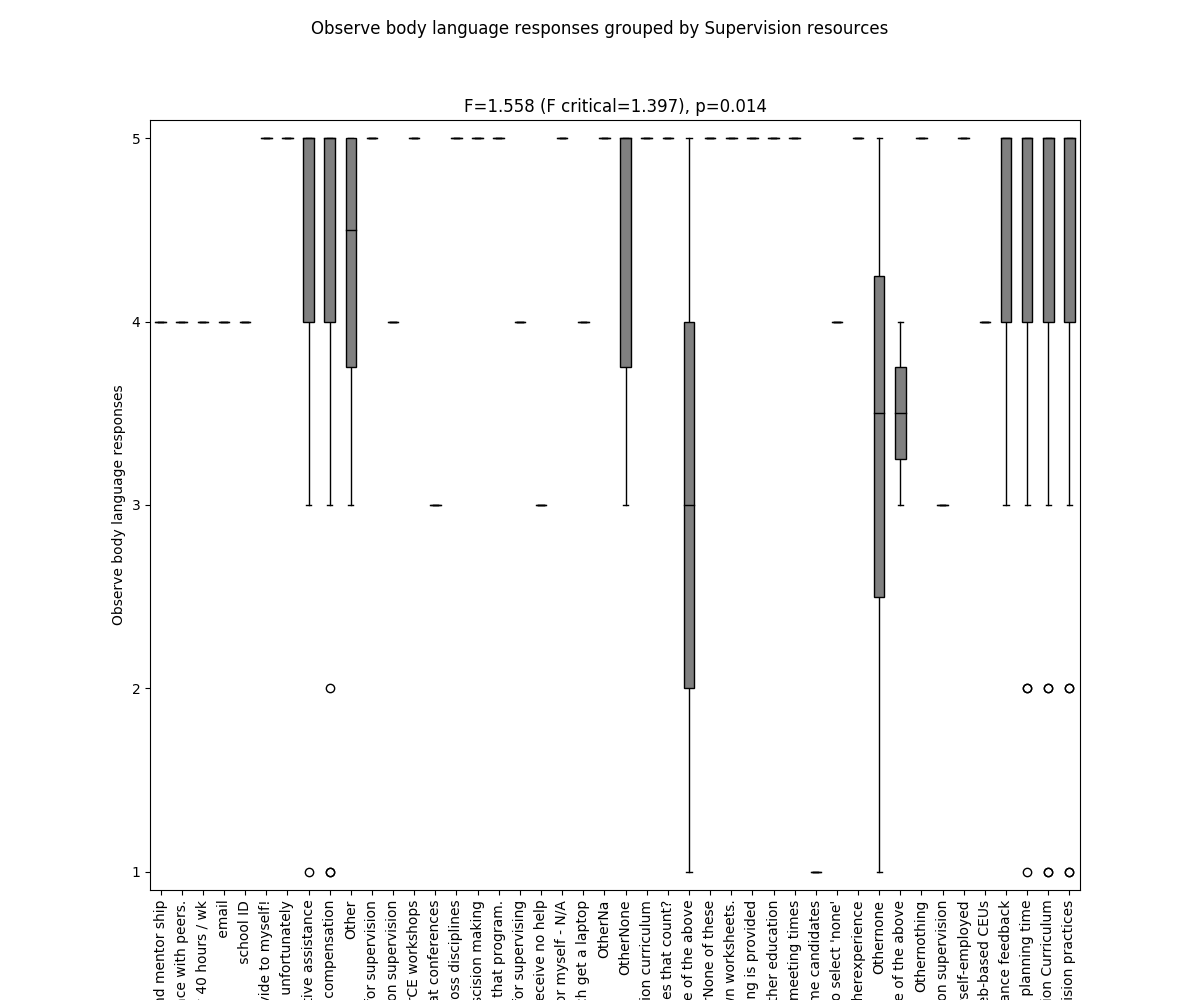 Observe body language responses grouped by Supervision resources
F=1.558 (F critical=1.397), p=0.014
Observe body language responses
5
4
3
2
1
nd mentor ship
nce with peers.
40 hours / wk
email
school ID
vide to myself!
unfortunately
tive assistance
compensation
Other
for supervision
on supervision
CE workshops
at conferences
oss disciplines
cision making
that program.
for supervising
eceive no help
or myself - N/A
h get a laptop
OtherNa
OtherNone
ion curriculum
es that count?
e of the above
rNone of these
vn worksheets.
ng is provided
her education
meeting times
me candidates
o select 'none'
herexperience
Othernone
e of the above
Othernothing
on supervision
self-employed
eb-based CEUs
ance feedback
planning time
ion Curriculum
ision practices